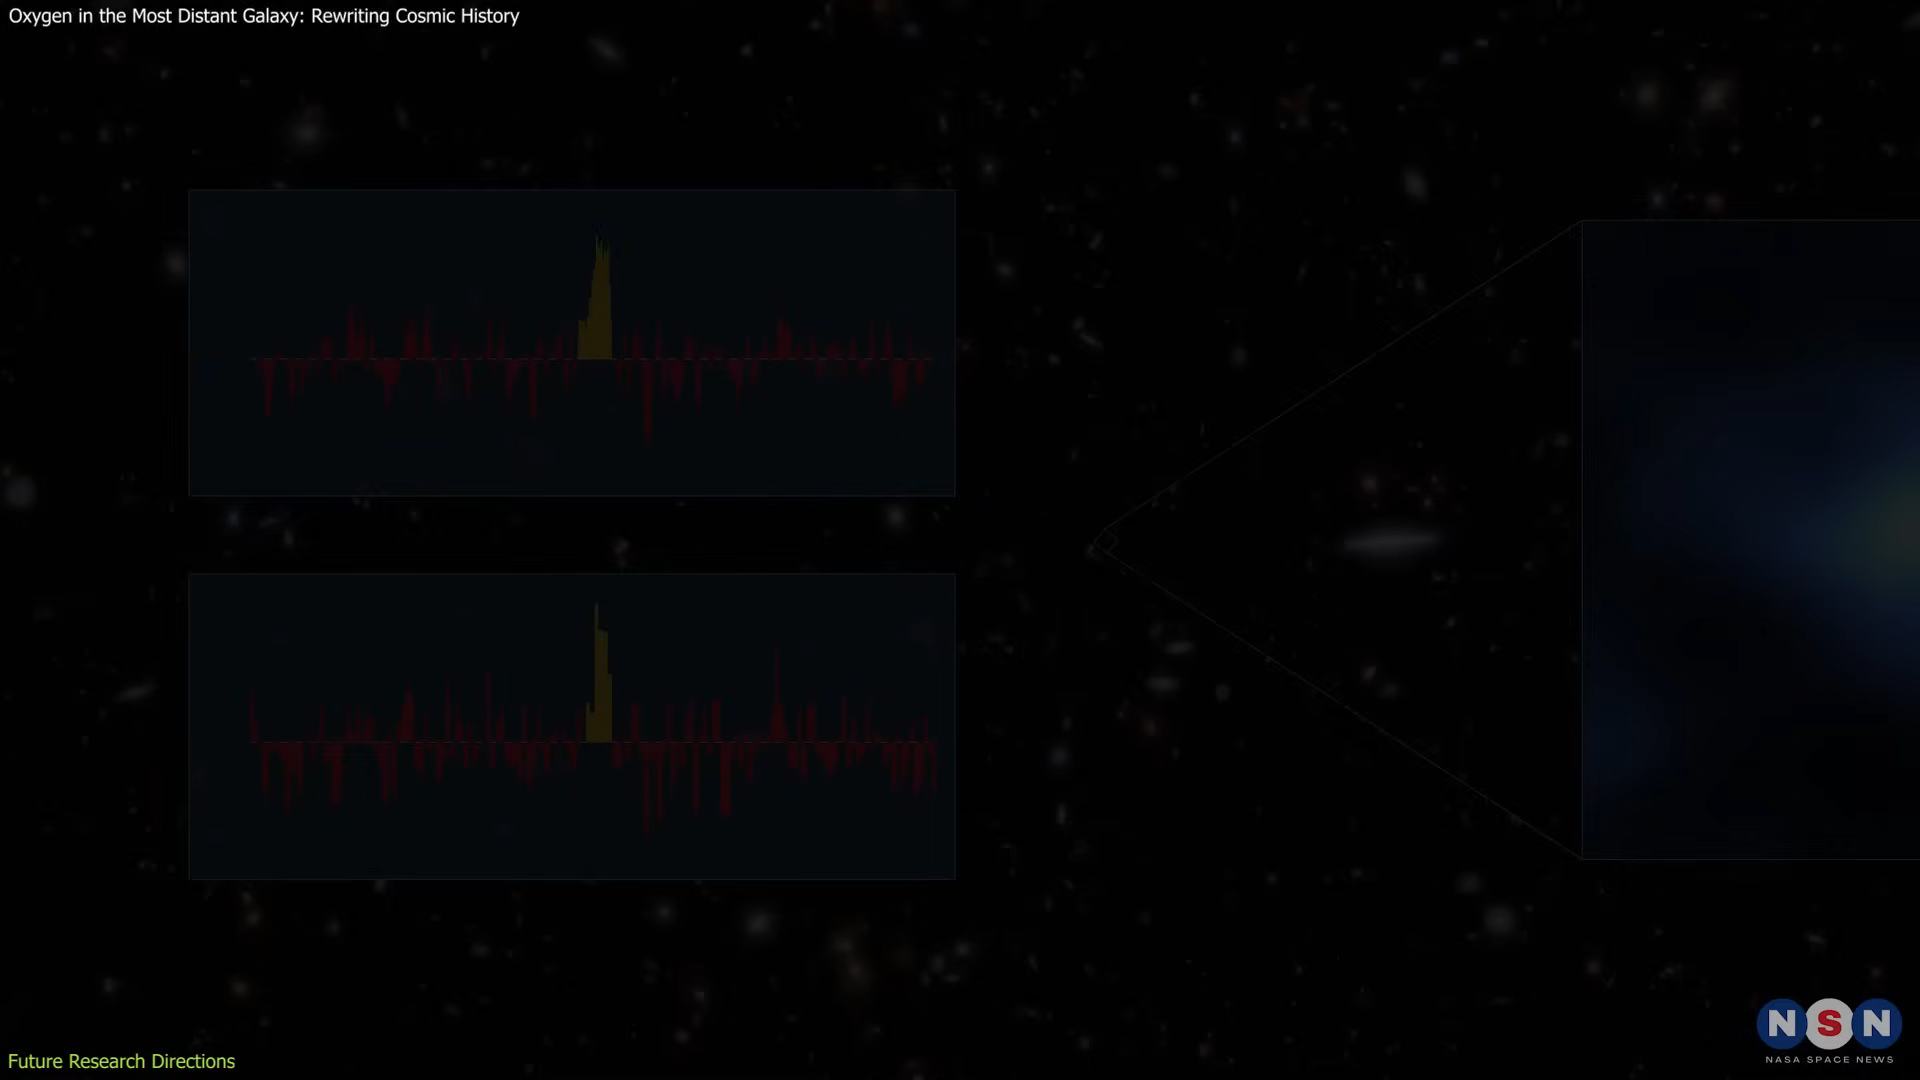 Oxygen in the Most Distant Galaxy: Rewriting Cosmic History
Future Research Directions
NSN
NASA SPACE NEWS